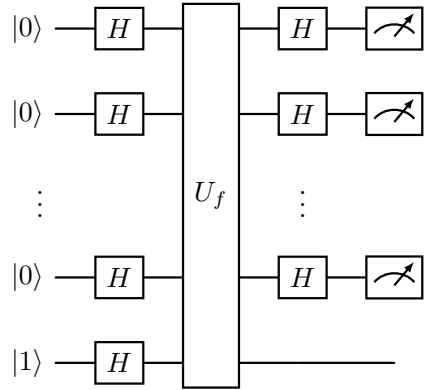 |0⟩ H H
|0⟩ H H
⋮ U_f ⋮
|0⟩ H H
|1⟩ H